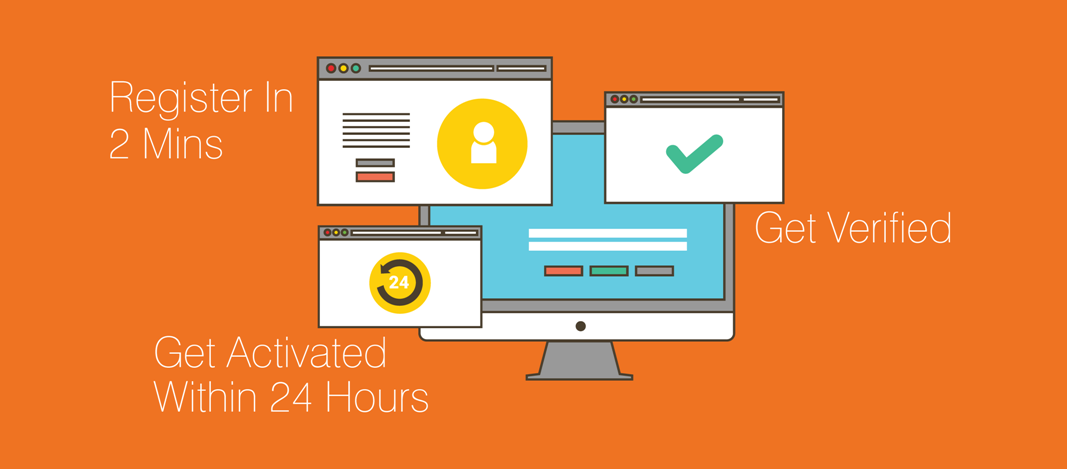 Register In
2 Mins
Get Verified
24
Get Activated
Within 24 Hours